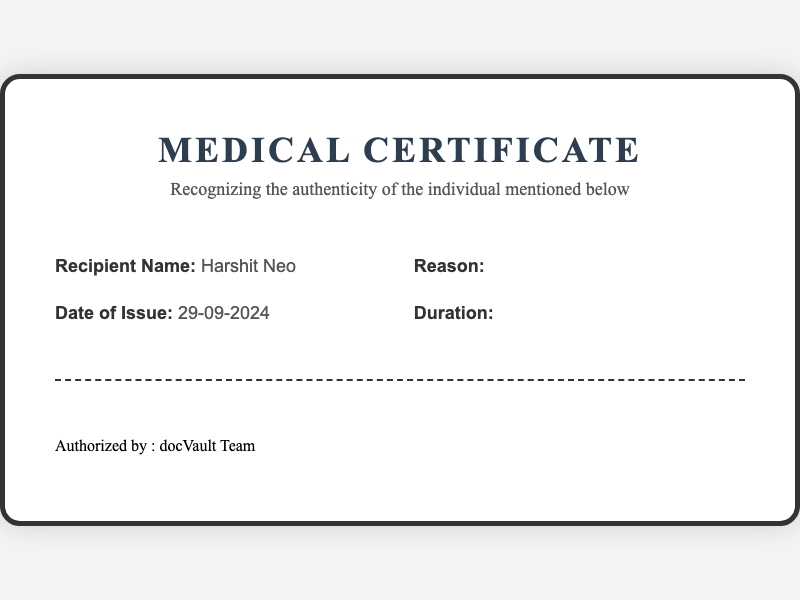 MEDICAL CERTIFICATE
Recognizing the authenticity of the individual mentioned below
Recipient Name: Harshit Neo
Reason:
Date of Issue: 29-09-2024
Duration:
Authorized by : docVault Team